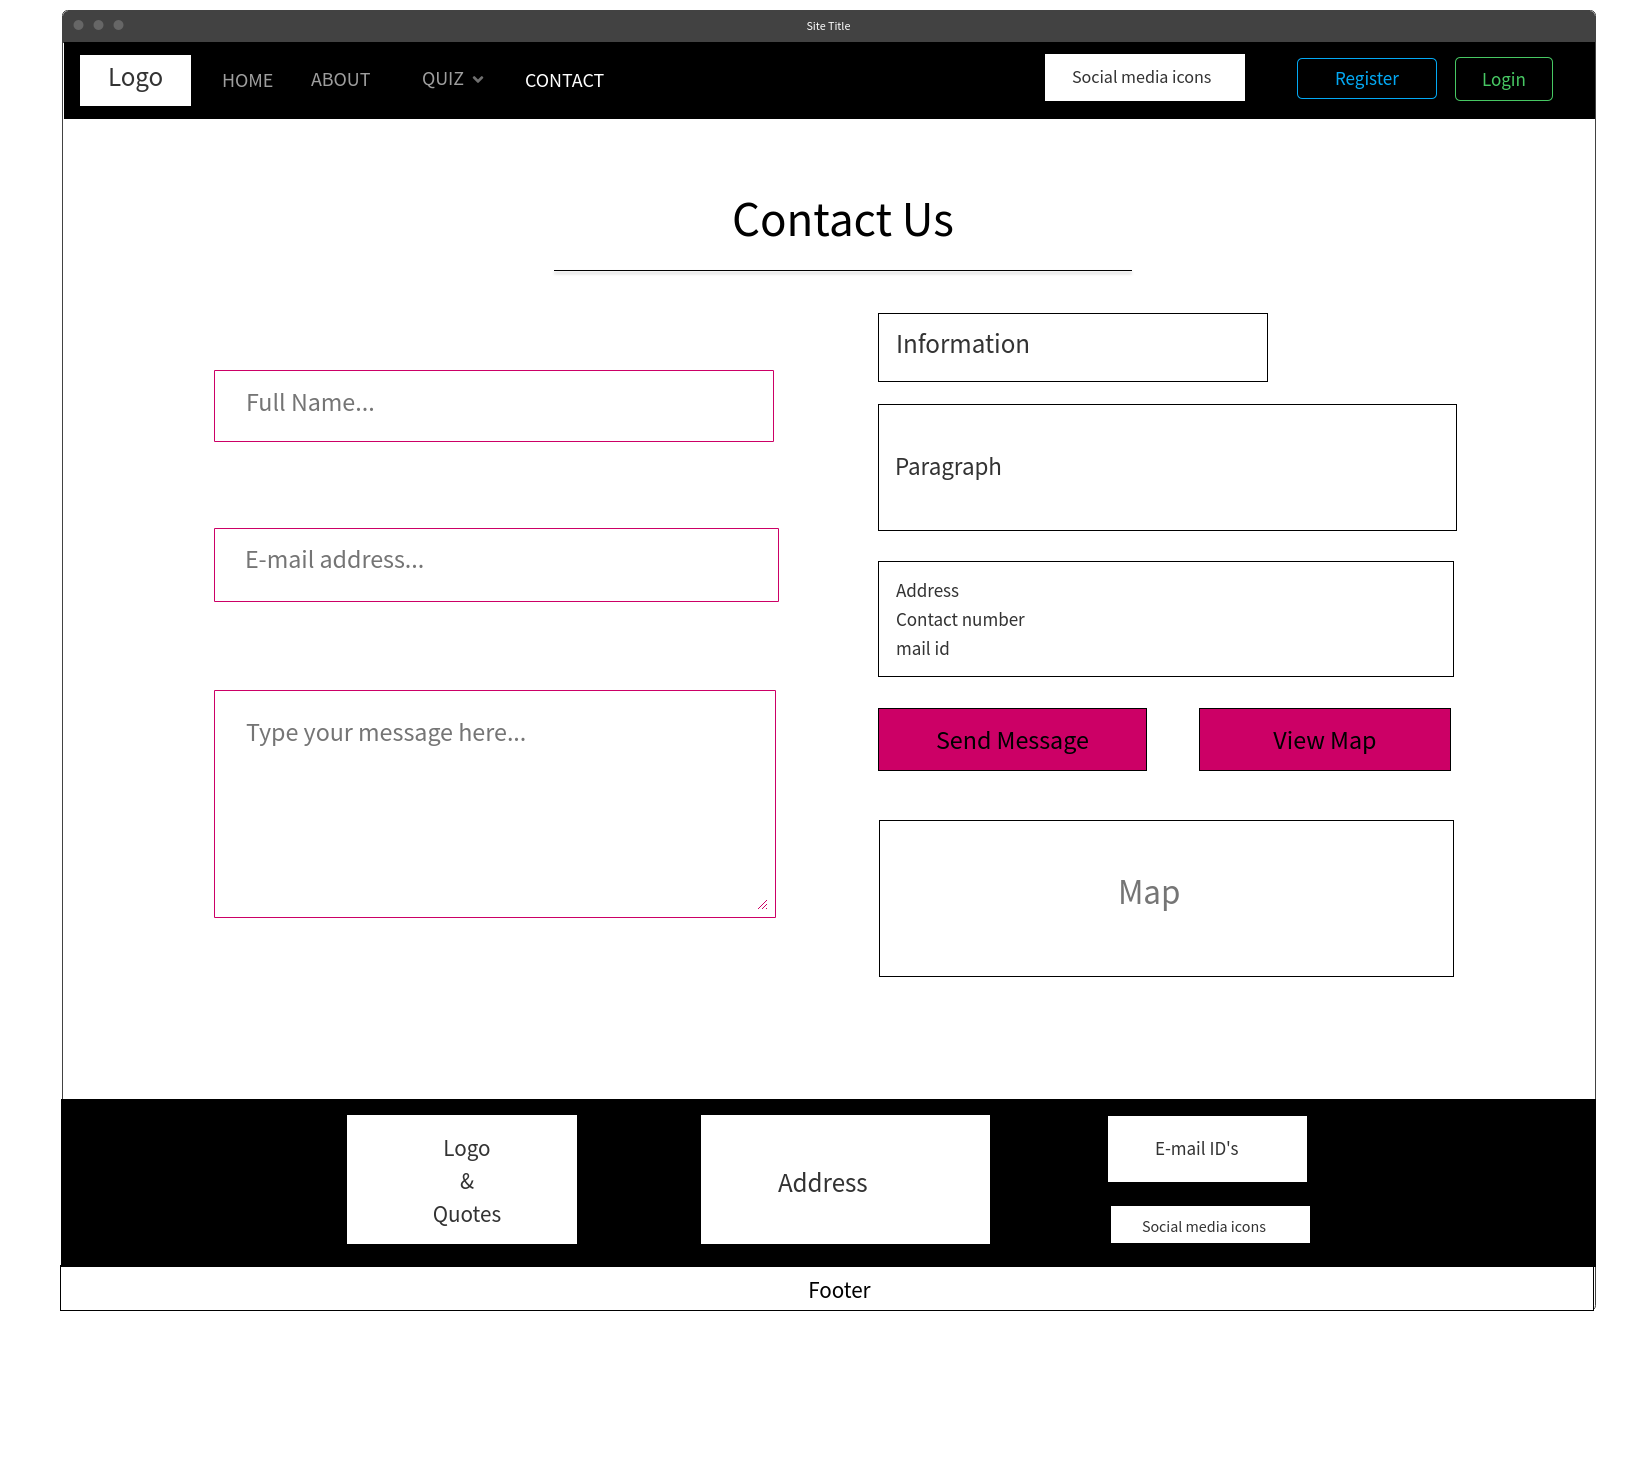 Site Title
Logo
HOME
ABOUT
QUIZ
CONTACT
Social media icons
Register
Login
Contact Us
Full Name...
E-mail address...
Type your message here...
Information
Paragraph
Address
Contact number
mail id
Send Message
View Map
Map
Logo
&
Quotes
Address
E-mail ID's
Social media icons
Footer